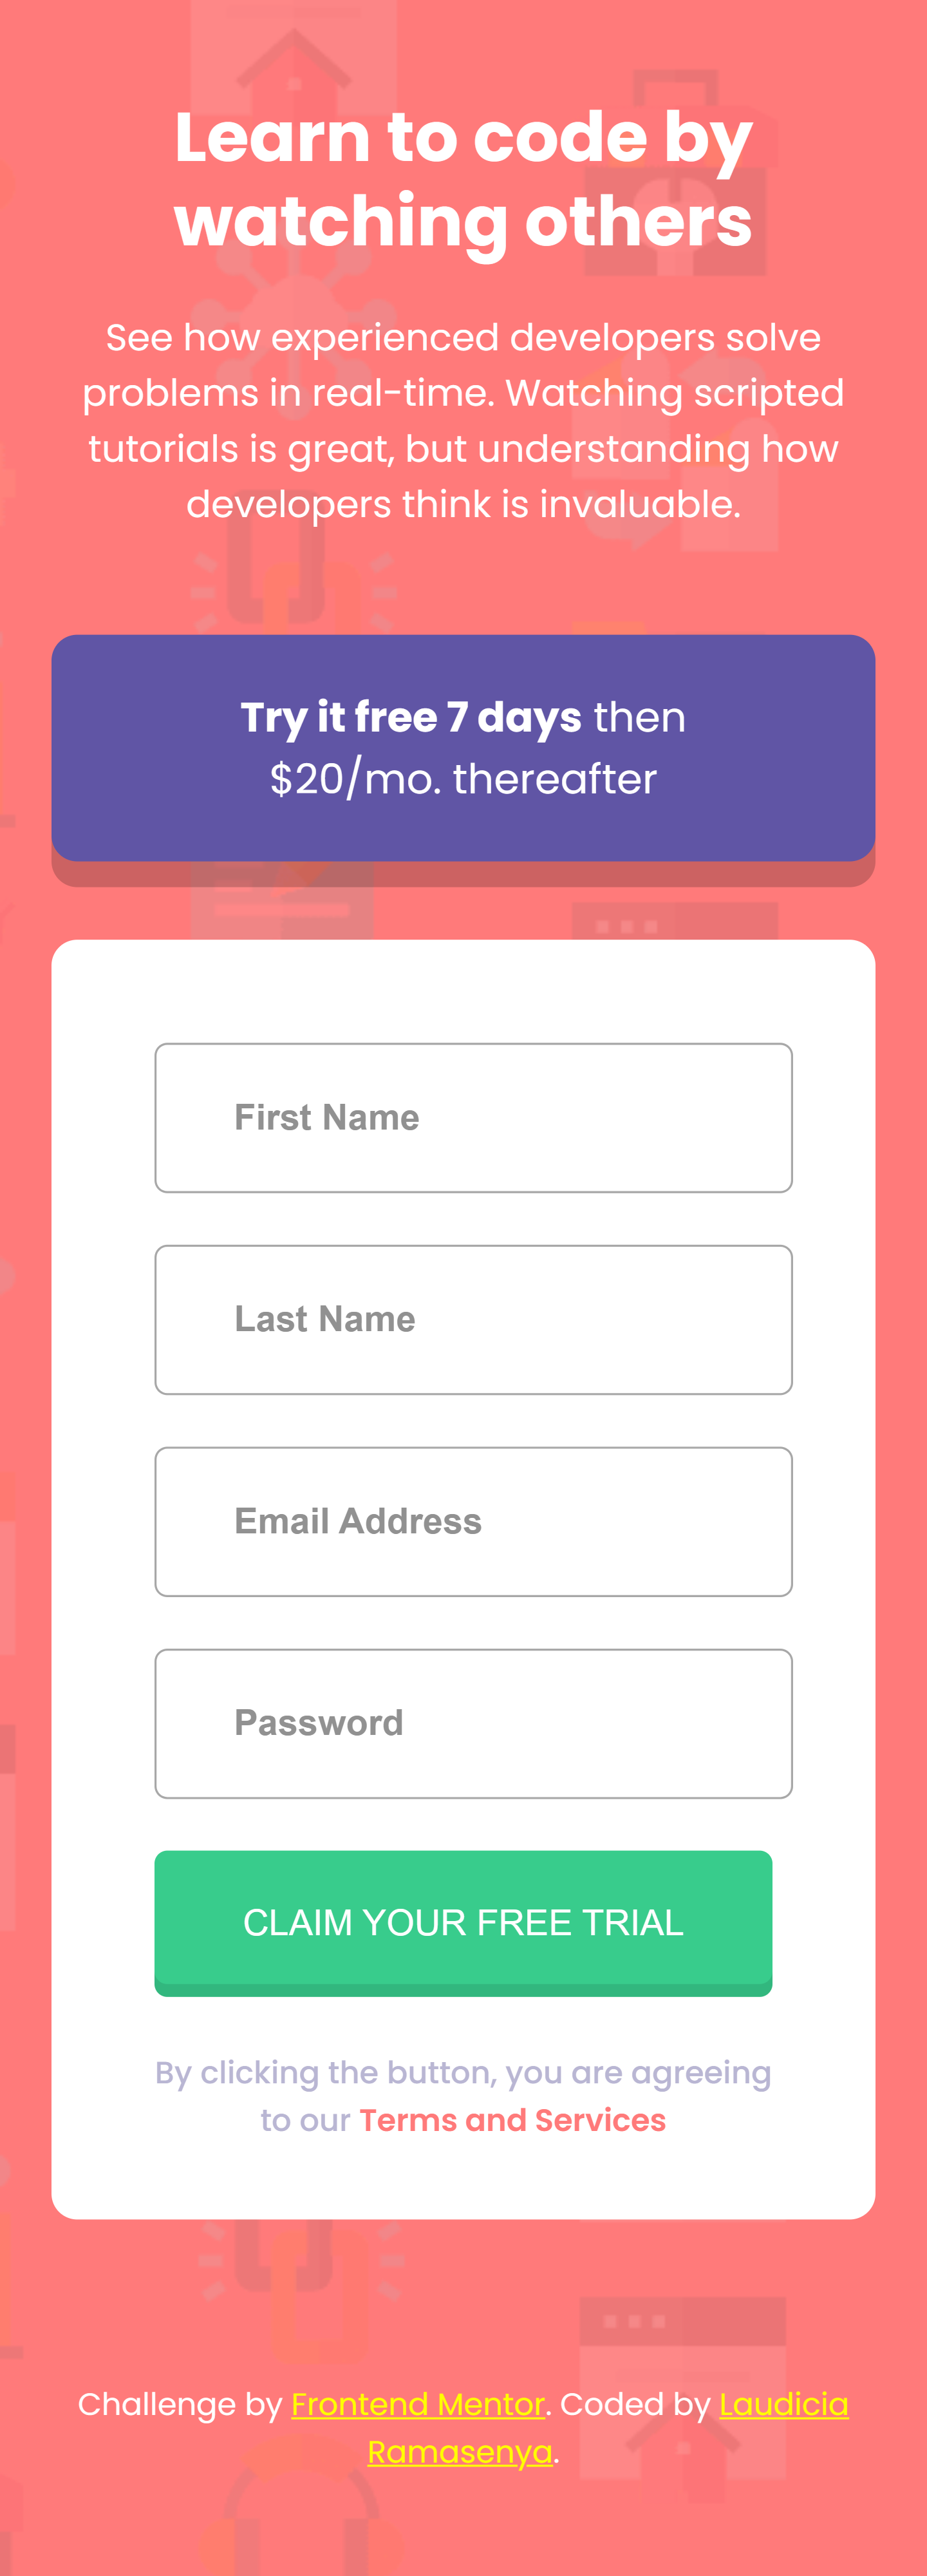 Learn to code by
watching others
See how experienced developers solve
problems in real-time. Watching scripted
tutorials is great, but understanding how
developers think is invaluable.
Try it free 7 days then
$20/mo. thereafter
First Name
Last Name
Email Address
Password
CLAIM YOUR FREE TRIAL
By clicking the button, you are agreeing
to our Terms and Services
Challenge by Frontend Mentor. Coded by Laudicia
Ramasenya.